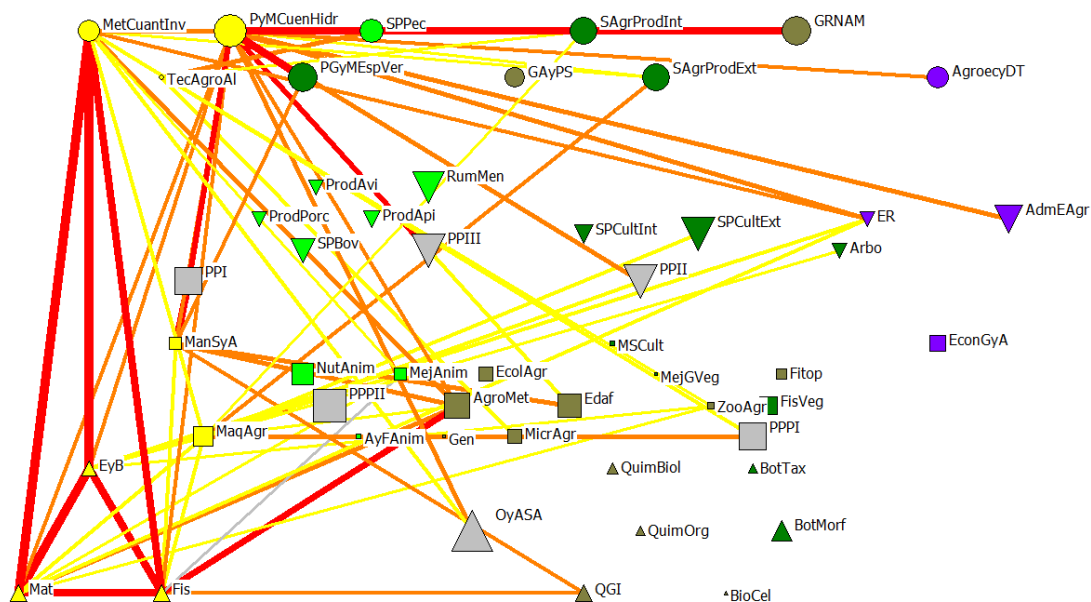 MetCuantInv
PyMCuenHidr
SPPec
SAgrProdInt
GRNAM
TecAgroAl
PGyMEspVer
GAyPS
SAgrProdExt
AgroecyDT
ProdAvi
RumMen
ProdPorc
ProdApi
ER
AdmEAgr
SPBov
PPIII
SPCultInt
SPCultExt
Arbo
PPI
PPII
ManSyA
MSCult
EconGyA
NutAnim
MejAnim
EcolAgr
MejGVeg
Fitop
PPPII
AgroMet
Edaf
ZooAgr
FisVeg
MaqAgr
AyFAnim
Gen
MicrAgr
PPPI
EyB
QuimBiol
BotTax
OyASA
QuimOrg
BotMorf
Mat
Fis
QGI
BioCel